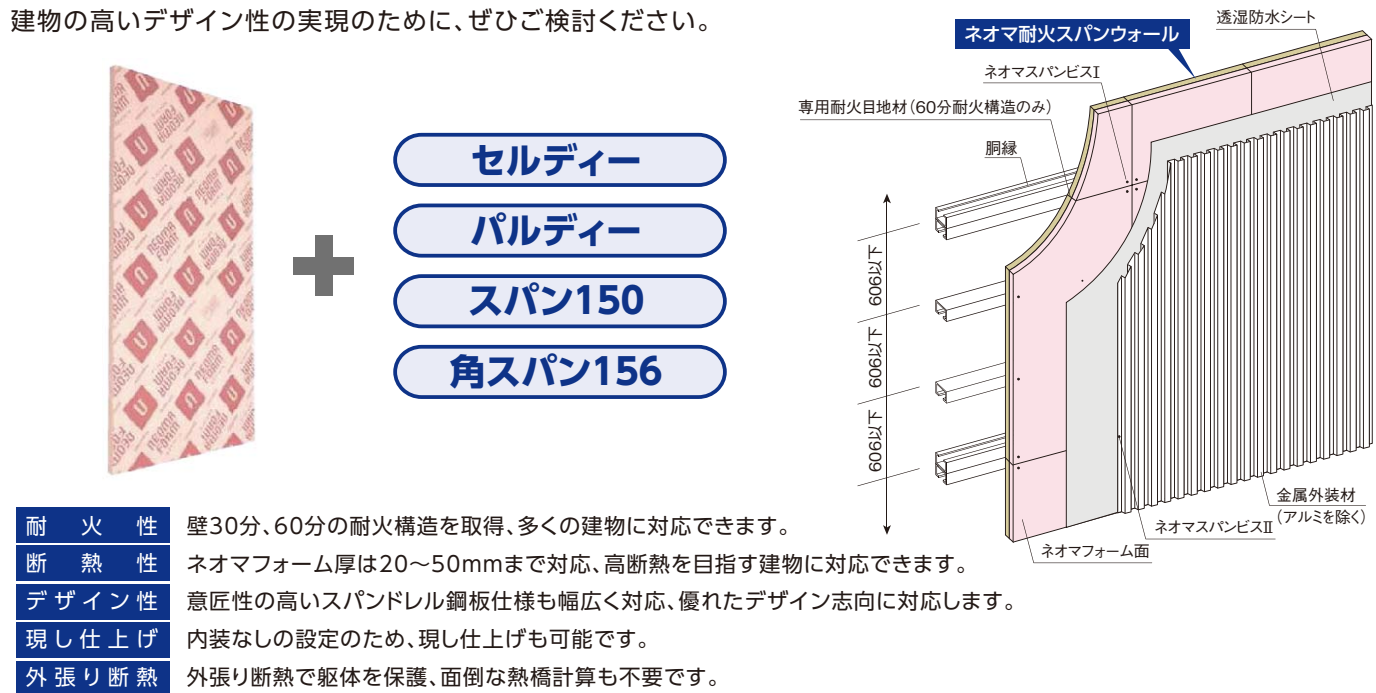 建物の高いデザイン性の実現のために、ぜひご検討ください。
セルディー
パルディー
スパン150
角スパン156
透湿防水シート
ネオマ耐火スパンウォール
ネオマスパンビスⅠ
専用耐火目地材(60分耐火構造のみ)
胴縁
606以下
606以下
606以下
金属外装材
(アルミを除く)
ネオマスパンビスⅡ
ネオマフォーム面
耐火性 壁30分、60分の耐火構造を取得、多くの建物に対応できます。
断熱性 ネオマフォーム厚は20〜50mmまで対応、高断熱を目指す建物に対応できます。
デザイン性 意匠性の高いスパンドレル鋼板仕様も幅広く対応、優れたデザイン志向に対応します。
現し仕上げ 内装なしの設定のため、現し仕上げも可能です。
外張り断熱 外張り断熱で躯体を保護、面倒な熱橋計算も不要です。